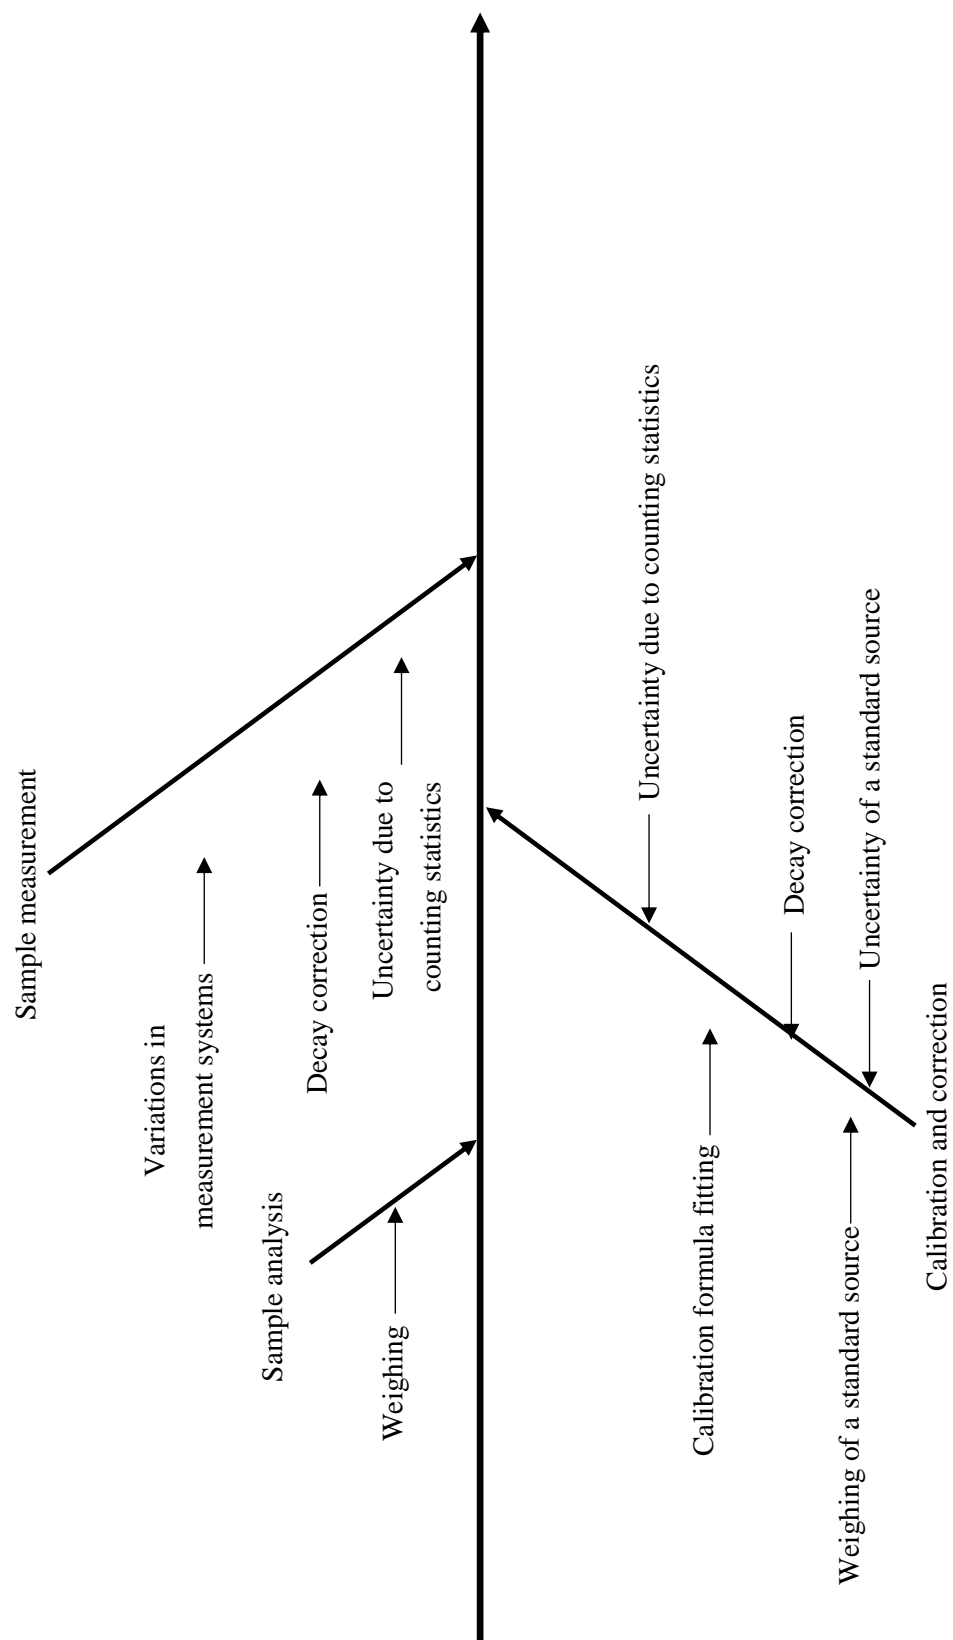 Sample measurement
Variations in
measurement systems
Decay correction
Uncertainty due to
counting statistics
Sample analysis
Weighing
Uncertainty due to counting statistics
Decay correction
Uncertainty of a standard source
Calibration formula fitting
Weighing of a standard source
Calibration and correction